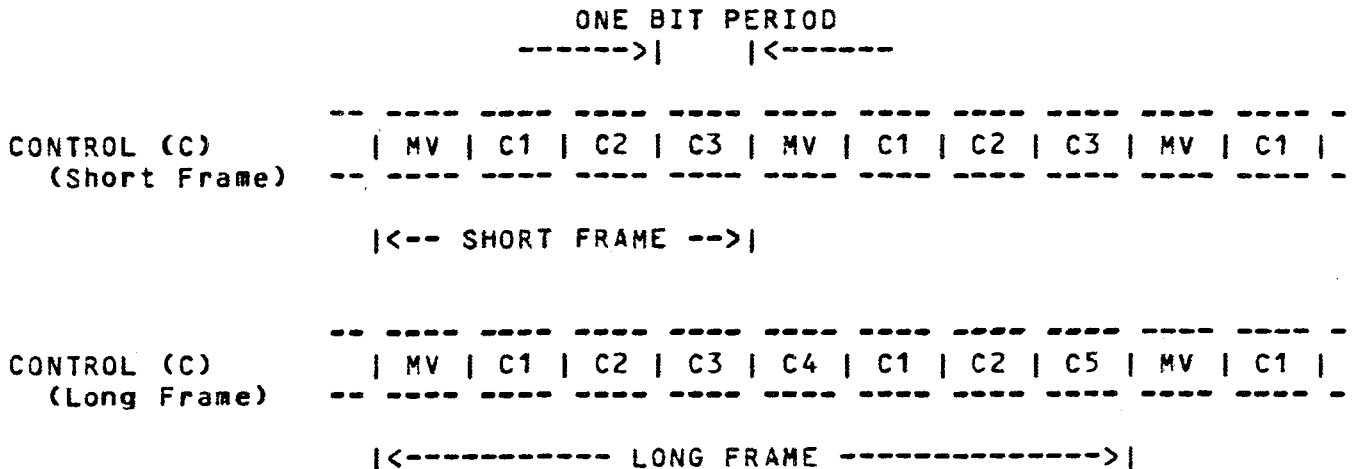 ONE BIT PERIOD
------>|     |<------
-- ---- ---- ---- ---- ---- ---- ---- ---- ---- ---- -
CONTROL (C) | MV | C1 | C2 | C3 | MV | C1 | C2 | C3 | MV | C1 |
(Short Frame) -- ---- ---- ---- ---- ---- ---- ---- ---- ---- ---- -
|<-- SHORT FRAME -->|
-- ---- ---- ---- ---- ---- ---- ---- ---- ---- ---- -
CONTROL (C) | MV | C1 | C2 | C3 | C4 | C1 | C2 | C5 | MV | C1 |
(Long Frame) -- ---- ---- ---- ---- ---- ---- ---- ---- ---- ---- -
|<----------- LONG FRAME -------------->|